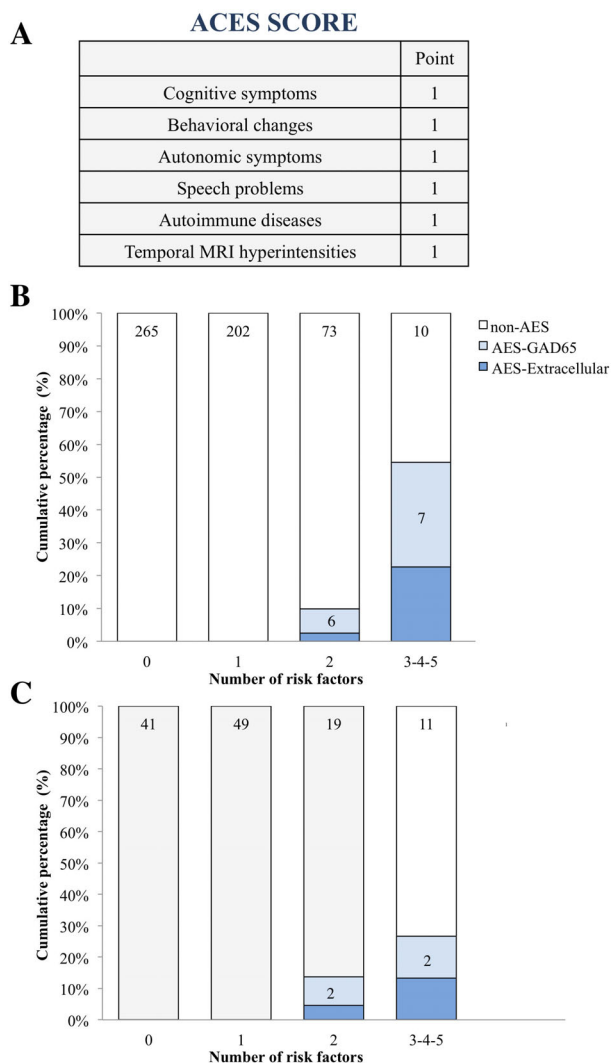 A
ACES SCORE
Point
Cognitive symptoms 1
Behavioral changes 1
Autonomic symptoms 1
Speech problems 1
Autoimmune diseases 1
Temporal MRI hyperintensities 1
B
Cumulative percentage (%)
100%
90%
80%
70%
60%
50%
40%
30%
20%
10%
0%
265 202 73 10
7
6
non-AES
AES-GAD65
AES-Extracellular
0 1 2 3-4-5
Number of risk factors
C
Cumulative percentage (%)
100%
90%
80%
70%
60%
50%
40%
30%
20%
10%
0%
41 49 19 11
2 2
0 1 2 3-4-5
Number of risk factors